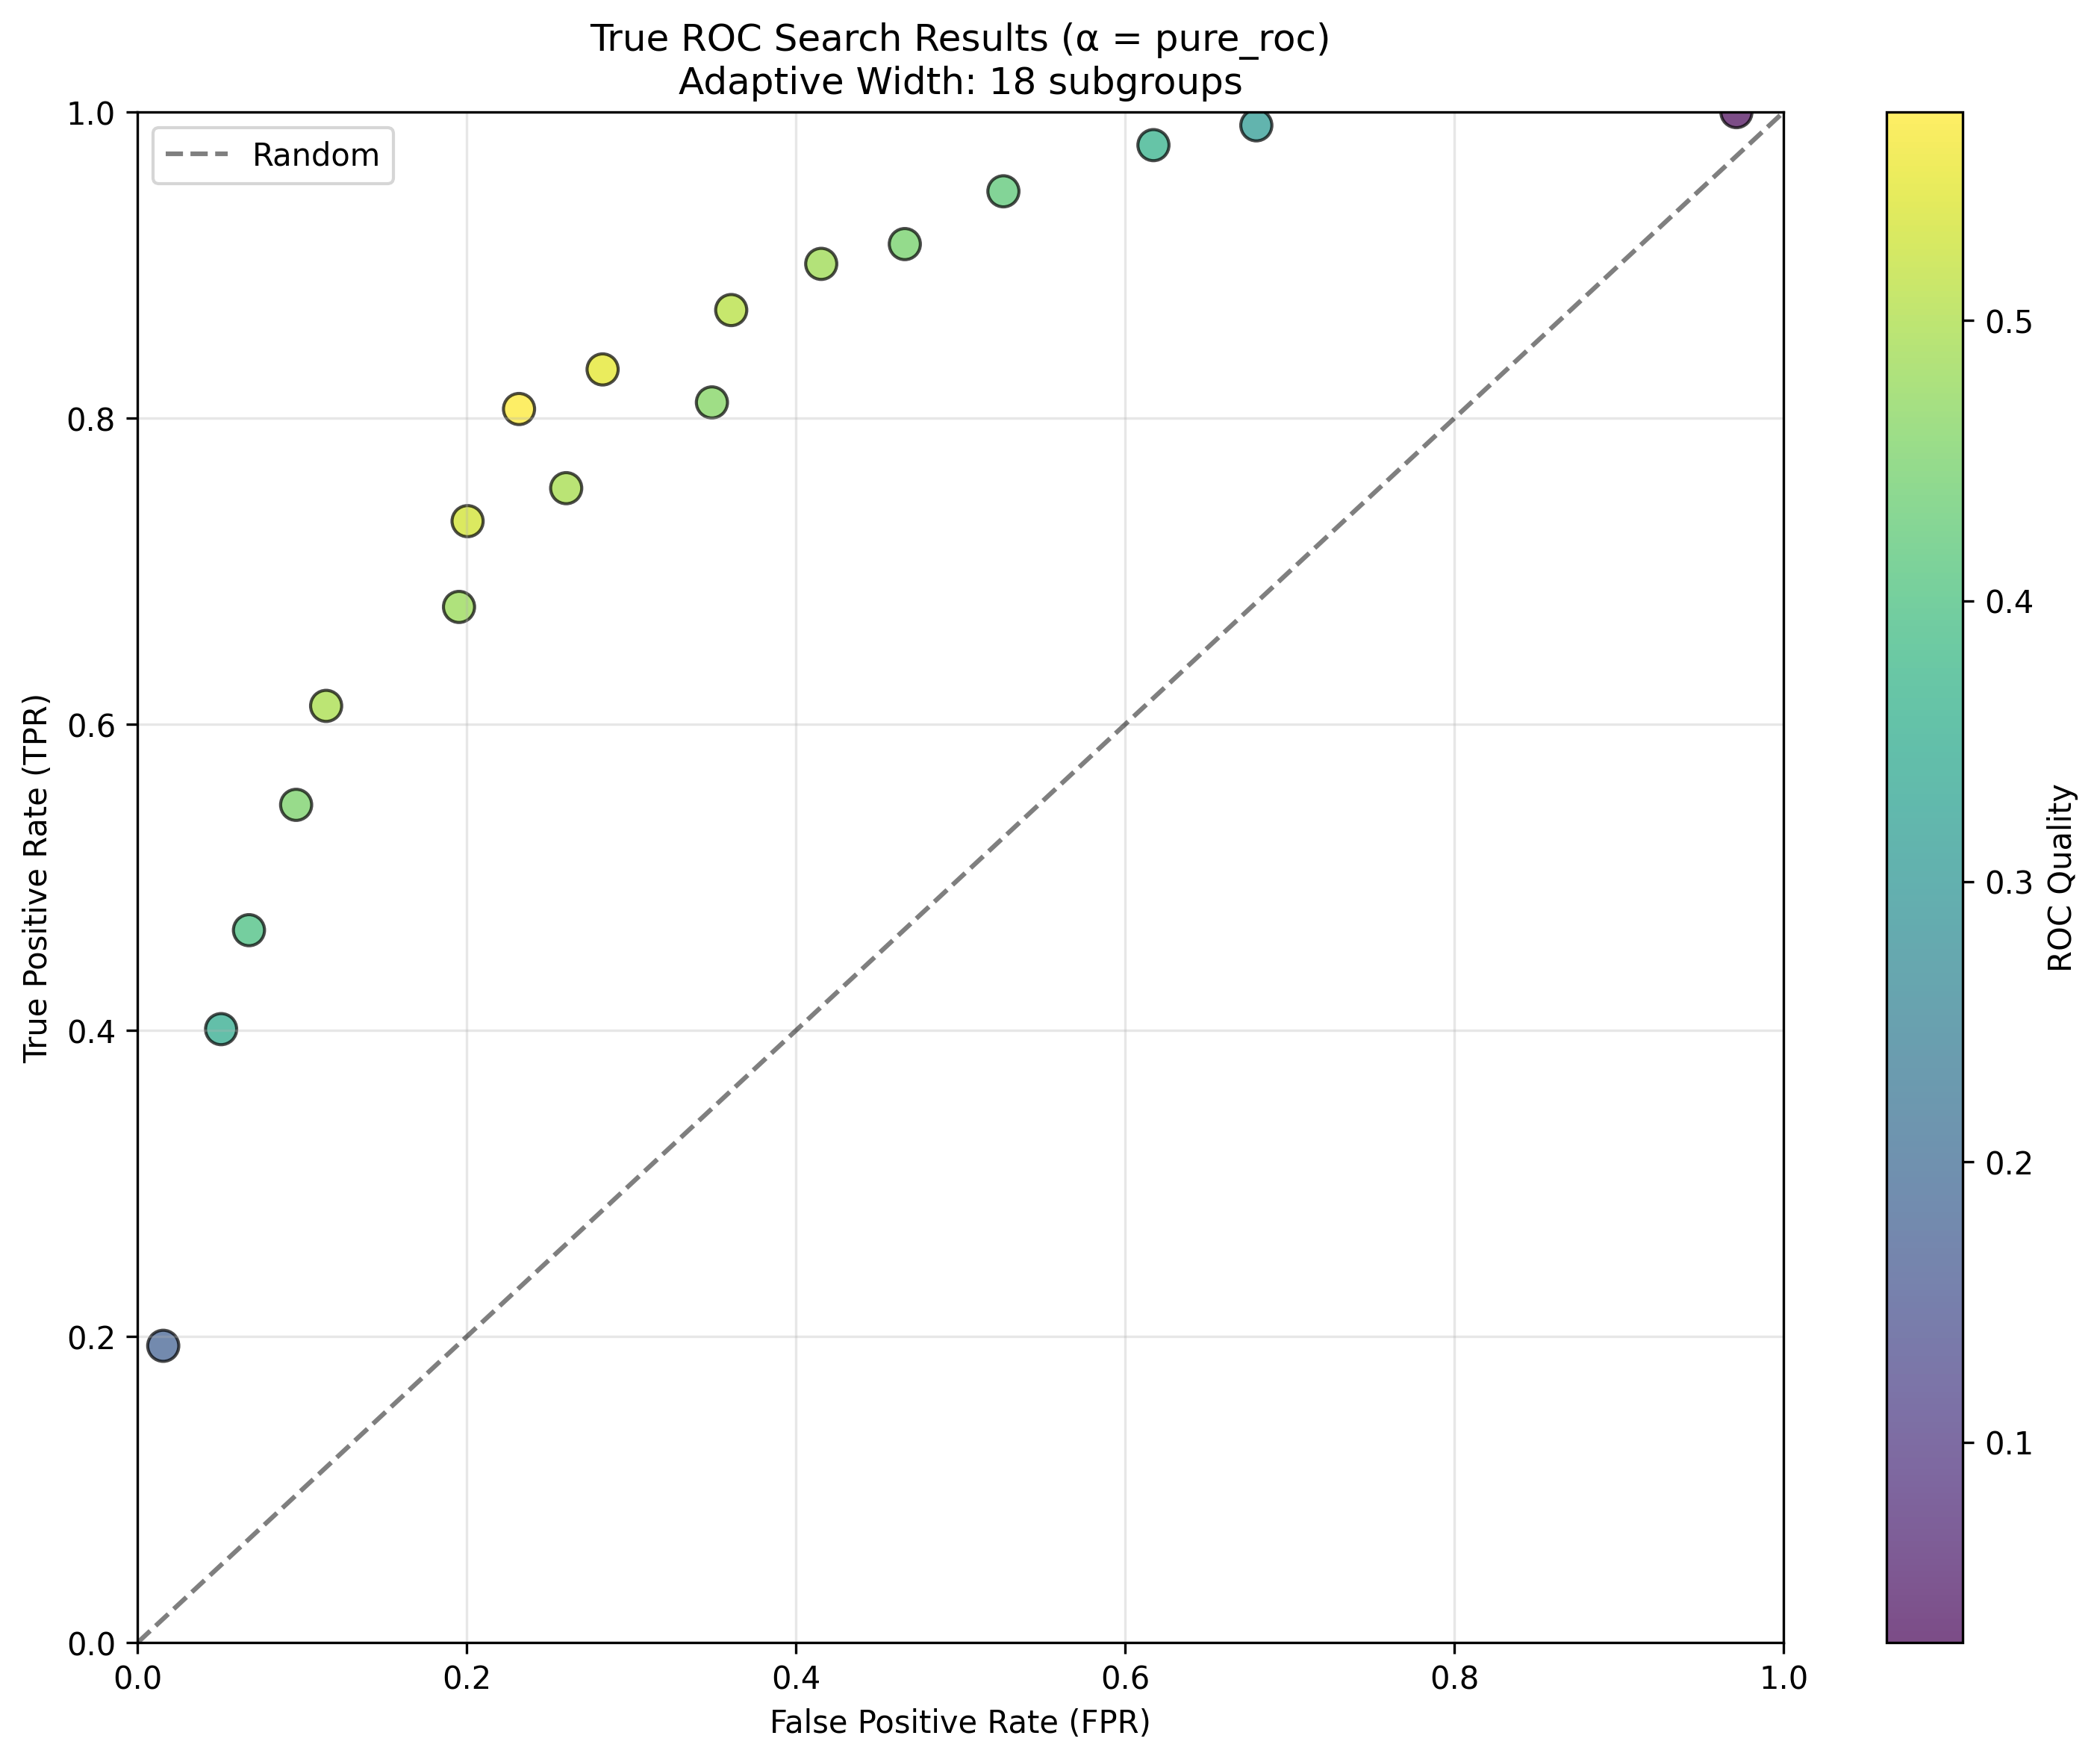 True ROC Search Results (α = pure_roc)
Adaptive Width: 18 subgroups
Random
1.0
0.8
0.6
0.4
0.2
0.0
True Positive Rate (TPR)
0.0 0.2 0.4 0.6 0.8 1.0
False Positive Rate (FPR)
0.5
0.4
0.3
0.2
0.1
ROC Quality